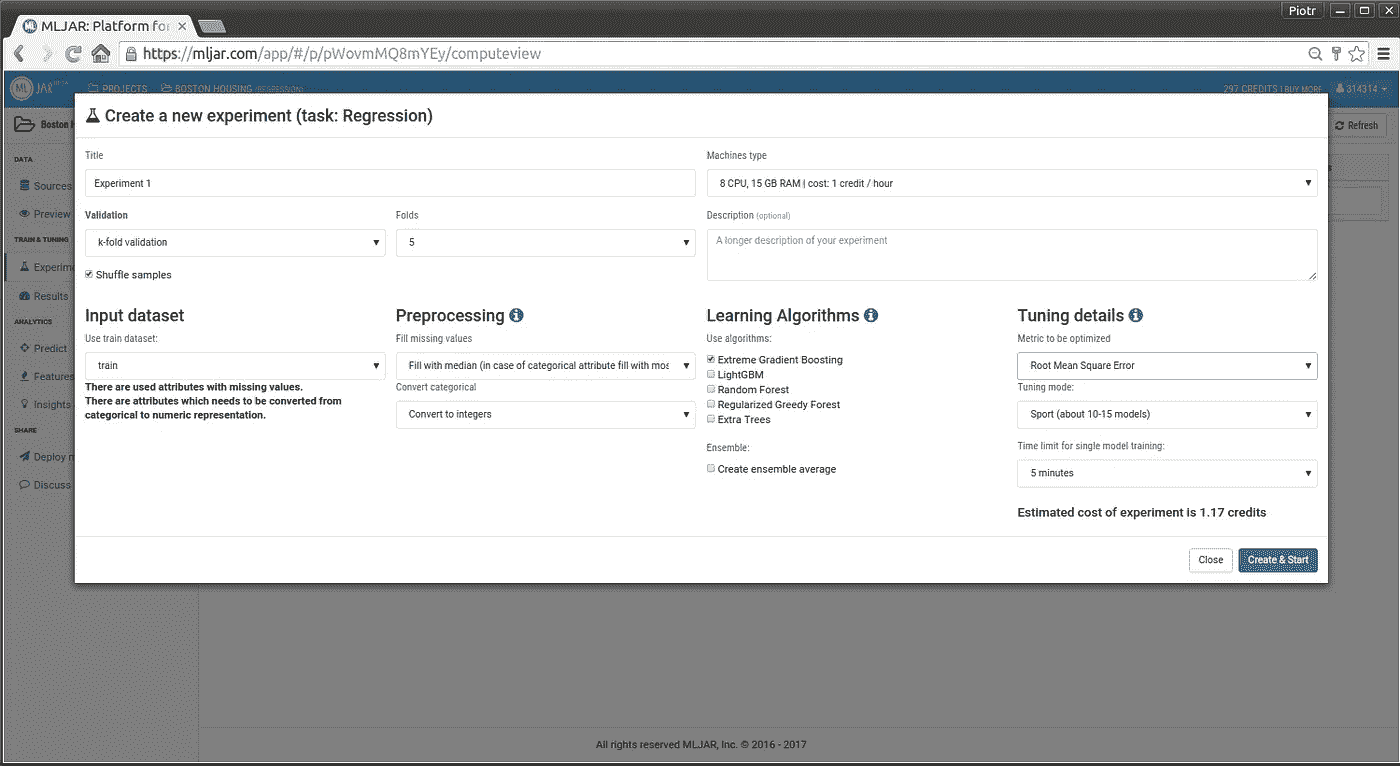 Piotr
MLJAR: Platform for
https://mljar.com/app/#/p/pWovmMQ8mYEy/computeview
ML JAR BETA PROJECTS BOSTON HOUSING (REGRESSION) 297 CREDITS | BUY MORE 314314
Boston Refresh
Create a new experiment (task: Regression)
DATA
Sources
Preview
TRAIN & TUNING
Experim
Results
ANALYTICS
Predict
Features
Insights
SHARE
Deploy m
Discuss
Title
Experiment 1
Machines type
8 CPU, 15 GB RAM | cost: 1 credit / hour
Validation
k-fold validation
Folds
5
Description (optional)
A longer description of your experiment
Shuffle samples
Input dataset
Use train dataset:
train
There are used attributes with missing values.
There are attributes which needs to be converted from
categorical to numeric representation.
Preprocessing
Fill missing values
Fill with median (in case of categorical attribute fill with mos
Convert categorical
Convert to integers
Learning Algorithms
Use algorithms:
Extreme Gradient Boosting
LightGBM
Random Forest
Regularized Greedy Forest
Extra Trees
Ensemble:
Create ensemble average
Tuning details
Metric to be optimized
Root Mean Square Error
Tuning mode:
Sport (about 10-15 models)
Time limit for single model training:
5 minutes
Estimated cost of experiment is 1.17 credits
Close
Create & Start
All rights reserved MLJAR, Inc. © 2016 - 2017